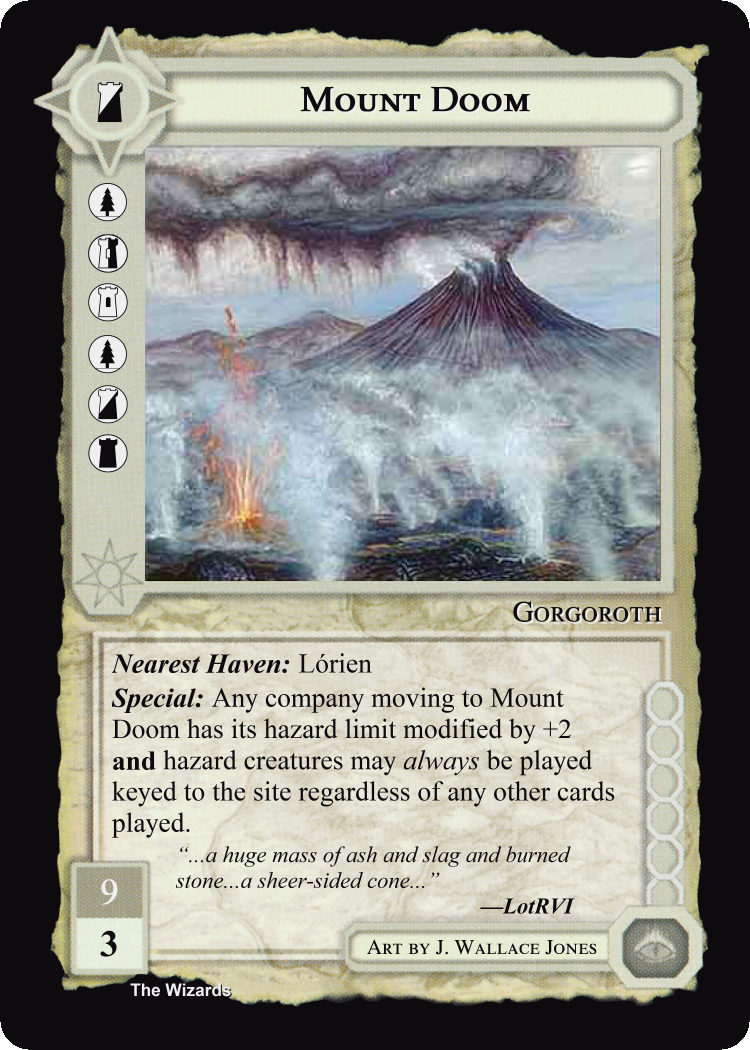 Mount Doom
Gorgoroth
Nearest Haven: Lórien
Special: Any company moving to Mount
Doom has its hazard limit modified by +2
and hazard creatures may always be played
keyed to the site regardless of any other cards
played.
“...a huge mass of ash and slag and burned
stone...a sheer-sided cone...”
—LotRVI
9
3
Art by J. Wallace Jones
The Wizards